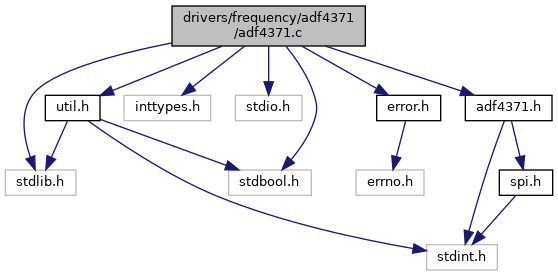 drivers/frequency/adf4371
/adf4371.c
util.h
inttypes.h
stdio.h
error.h
adf4371.h
stdlib.h
stdbool.h
errno.h
spi.h
stdint.h